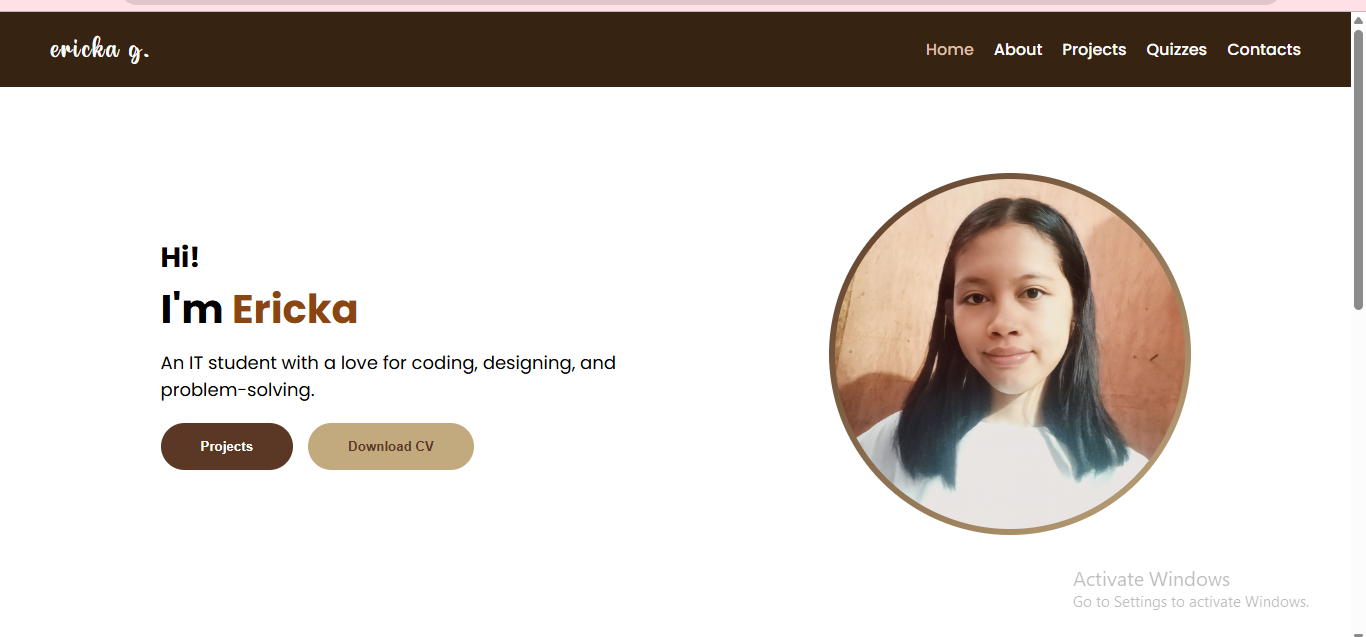 ericka g.
Home About Projects Quizzes Contacts
Hi!
I'm Ericka
An IT student with a love for coding, designing, and
problem-solving.
Projects Download CV
Activate Windows
Go to Settings to activate Windows.